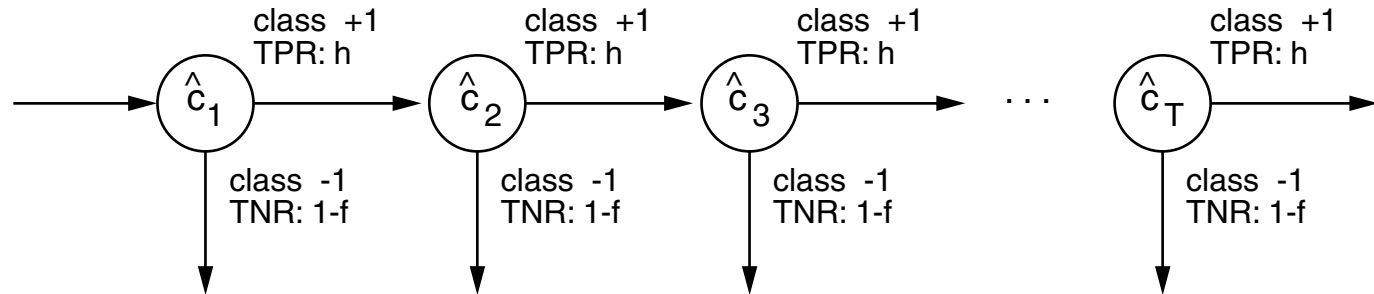 class +1
TPR: h
class +1
TPR: h
class +1
TPR: h
class +1
TPR: h
ĉ1
ĉ2
ĉ3
. . .
ĉT
class -1
TNR: 1-f
class -1
TNR: 1-f
class -1
TNR: 1-f
class -1
TNR: 1-f